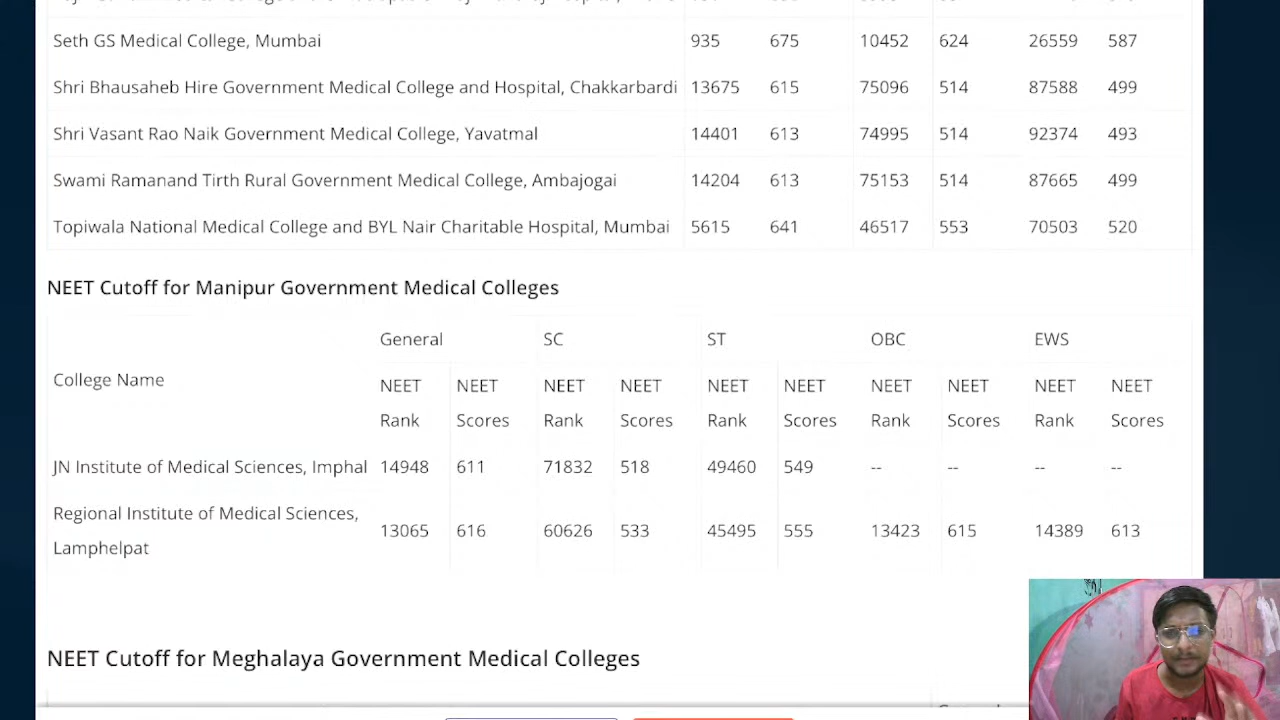 Seth GS Medical College, Mumbai 935 675 10452 624 26559 587
Shri Bhausaheb Hire Government Medical College and Hospital, Chakkarbardi 13675 615 75096 514 87588 499
Shri Vasant Rao Naik Government Medical College, Yavatmal 14401 613 74995 514 92374 493
Swami Ramanand Tirth Rural Government Medical College, Ambajogai 14204 613 75153 514 87665 499
Topiwala National Medical College and BYL Nair Charitable Hospital, Mumbai 5615 641 46517 553 70503 520
NEET Cutoff for Manipur Government Medical Colleges
General SC ST OBC EWS
College Name
NEET NEET NEET NEET NEET NEET NEET NEET NEET NEET
Rank Scores Rank Scores Rank Scores Rank Scores Rank Scores
JN Institute of Medical Sciences, Imphal 14948 611 71832 518 49460 549 -- -- -- --
Regional Institute of Medical Sciences,
Lamphelpat
13065 616 60626 533 45495 555 13423 615 14389 613
NEET Cutoff for Meghalaya Government Medical Colleges